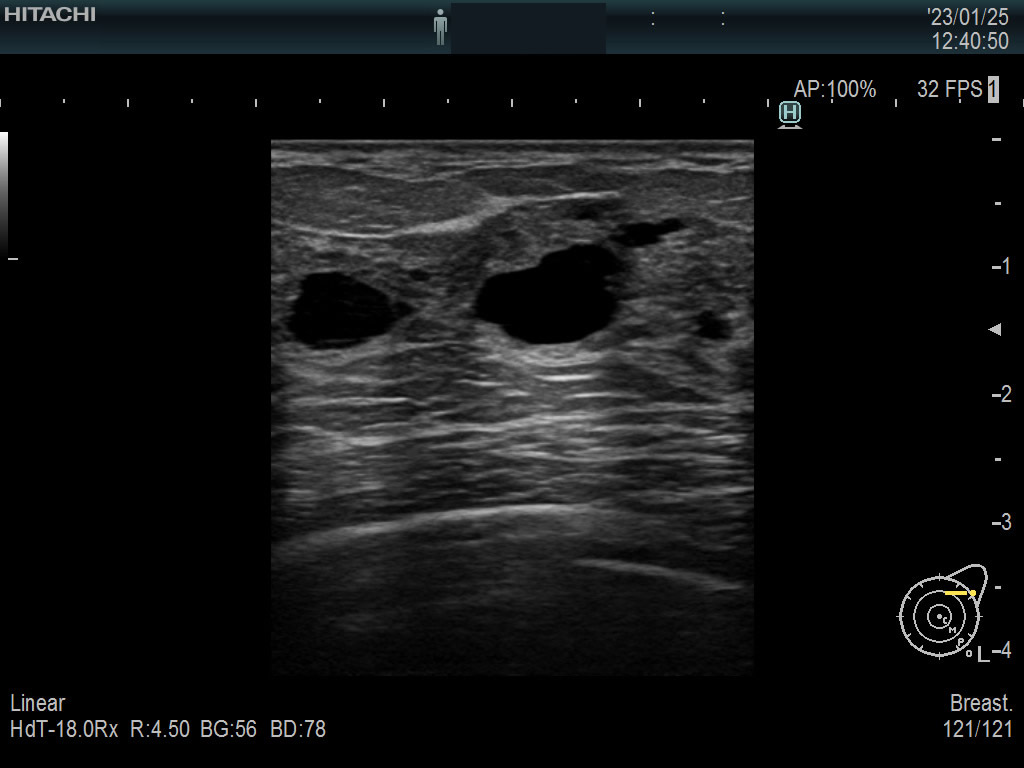 HITACHI
: :
'23/01/25
12:40:50
AP:100% 32 FPS 1
H
1
2
3
4
C
M
P
o L
Linear
HdT-18.0Rx R:4.50 BG:56 BD:78
Breast.
121/121